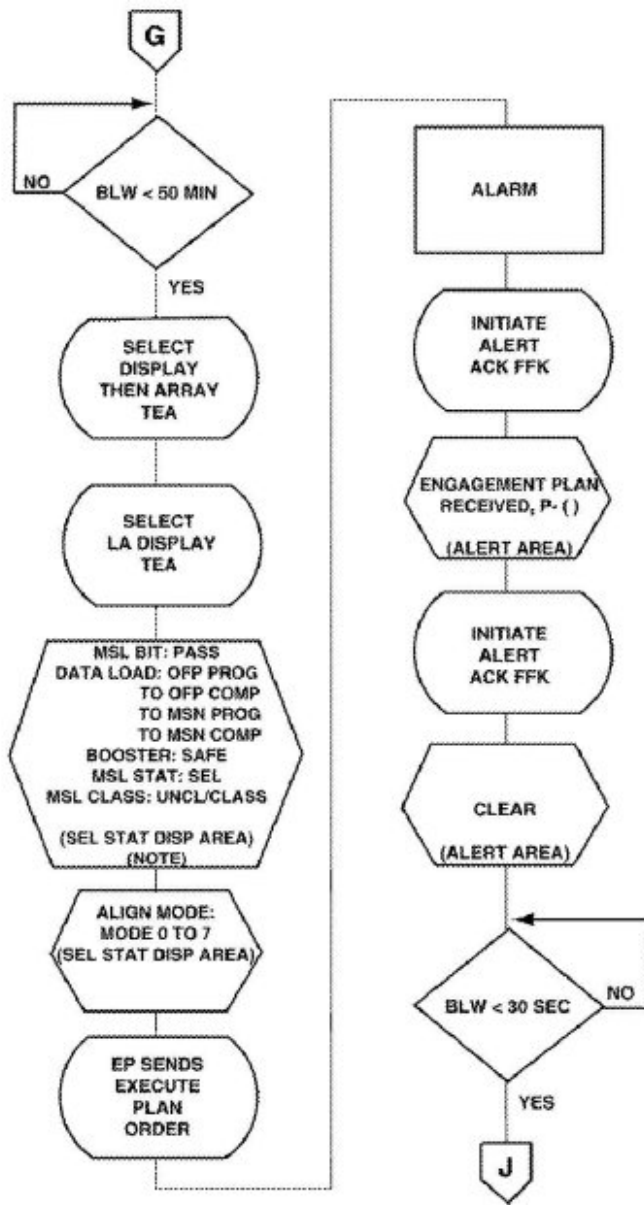 G
BLW < 50 MIN
NO
YES
SELECT
DISPLAY
THEN ARRAY
TEA
SELECT
LA DISPLAY
TEA
MSL BIT: PASS
DATA LOAD: OFP PROG
TO OFP COMP
TO MSN PROG
TO MSN COMP
BOOSTER: SAFE
MSL STAT: SEL
MSL CLASS: UNCL/CLASS
(SEL STAT DISP AREA)
(NOTE)
ALIGN MODE:
MODE 0 TO 7
(SEL STAT DISP AREA)
EP SENDS
EXECUTE
PLAN
ORDER
ALARM
INITIATE
ALERT
ACK FFK
ENGAGEMENT PLAN
RECEIVED, P- ( )
(ALERT AREA)
INITIATE
ALERT
ACK FFK
CLEAR
(ALERT AREA)
BLW < 30 SEC
NO
YES
J